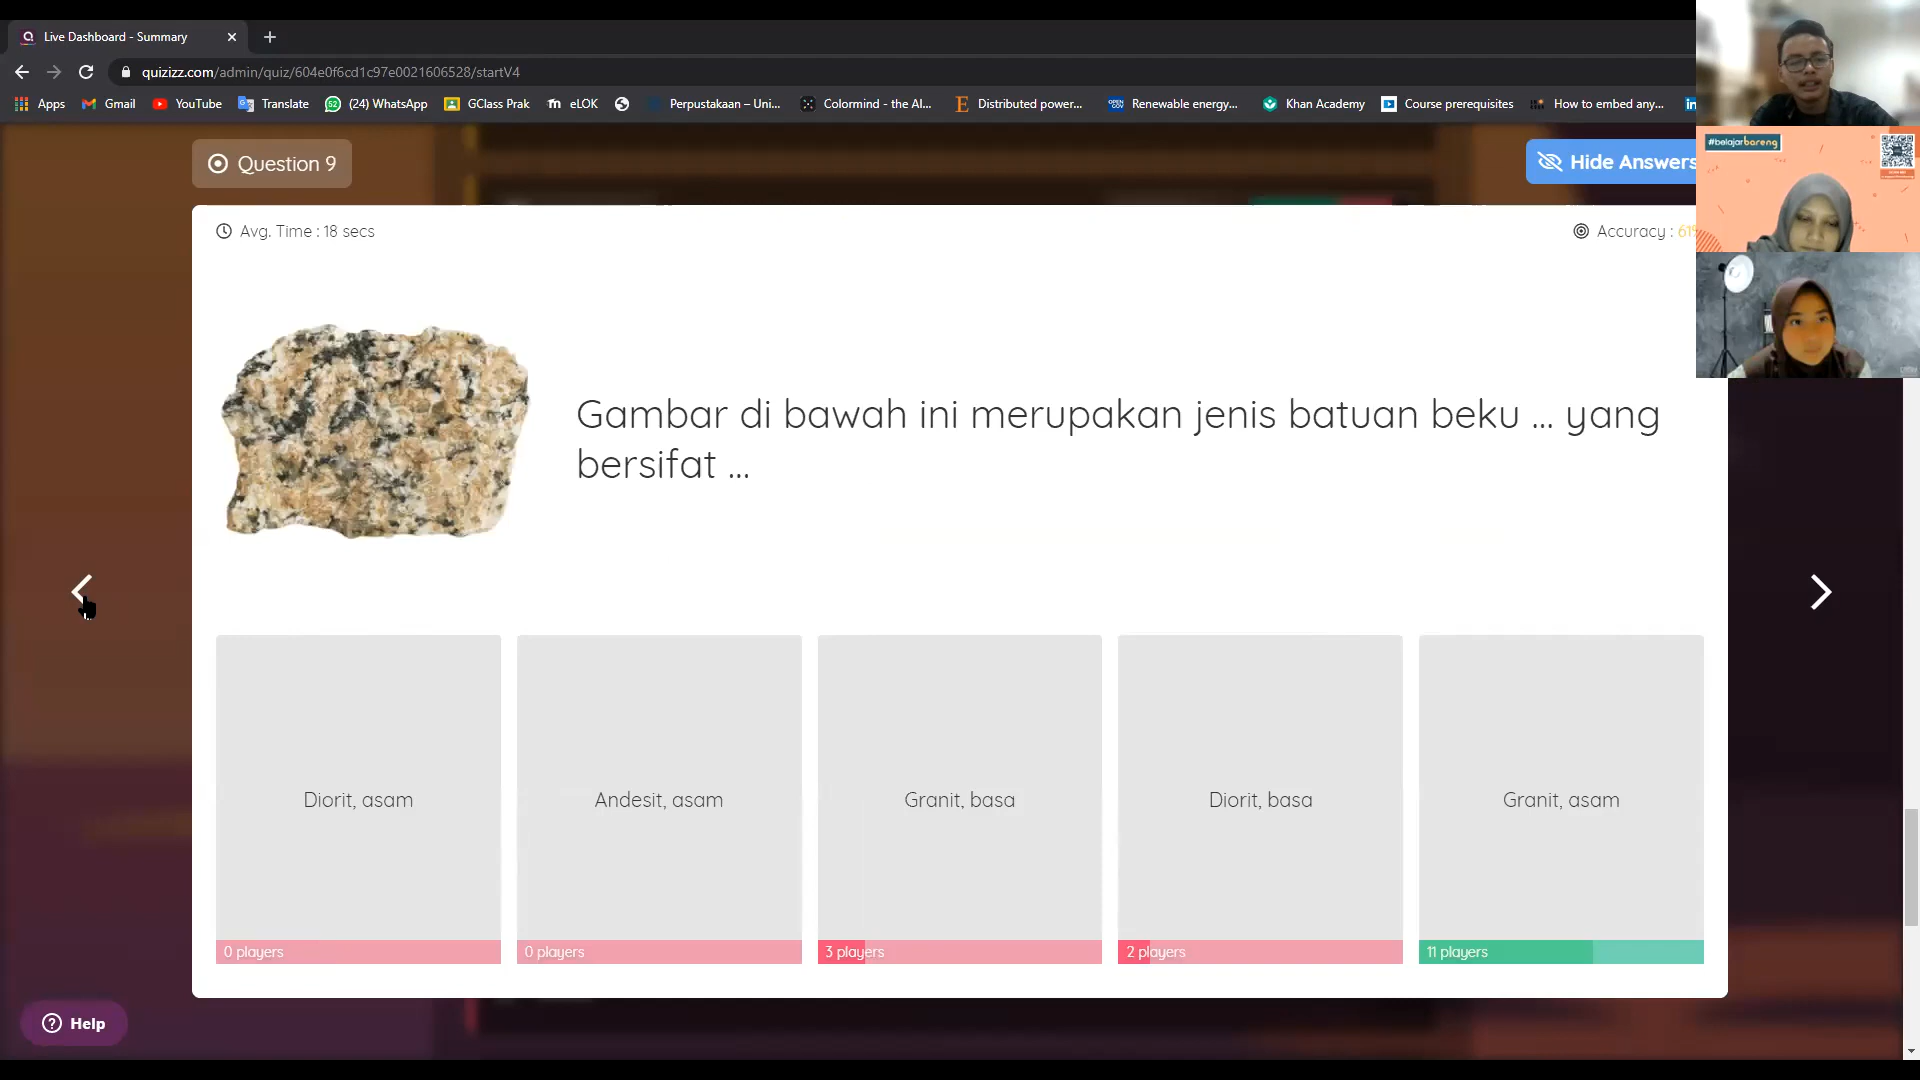 Live Dashboard - Summary
quizizz.com/admin/quiz/604e0f6cd1c97e0021606528/startV4
Apps
Gmail
YouTube
Translate
(24) WhatsApp
GClass Prak
eLOK
Perpustakaan – Uni...
Colormind - the AI...
Distributed power...
Renewable energy...
Khan Academy
Course prerequisites
How to embed any...
in
#belajarbareng
Question 9
Hide Answers
Avg. Time : 18 secs
Accuracy : 61%
Gambar di bawah ini merupakan jenis batuan beku ... yang
bersifat ...
Diorit, asam
Andesit, asam
Granit, basa
Diorit, basa
Granit, asam
0 players
0 players
3 players
2 players
11 players
Help